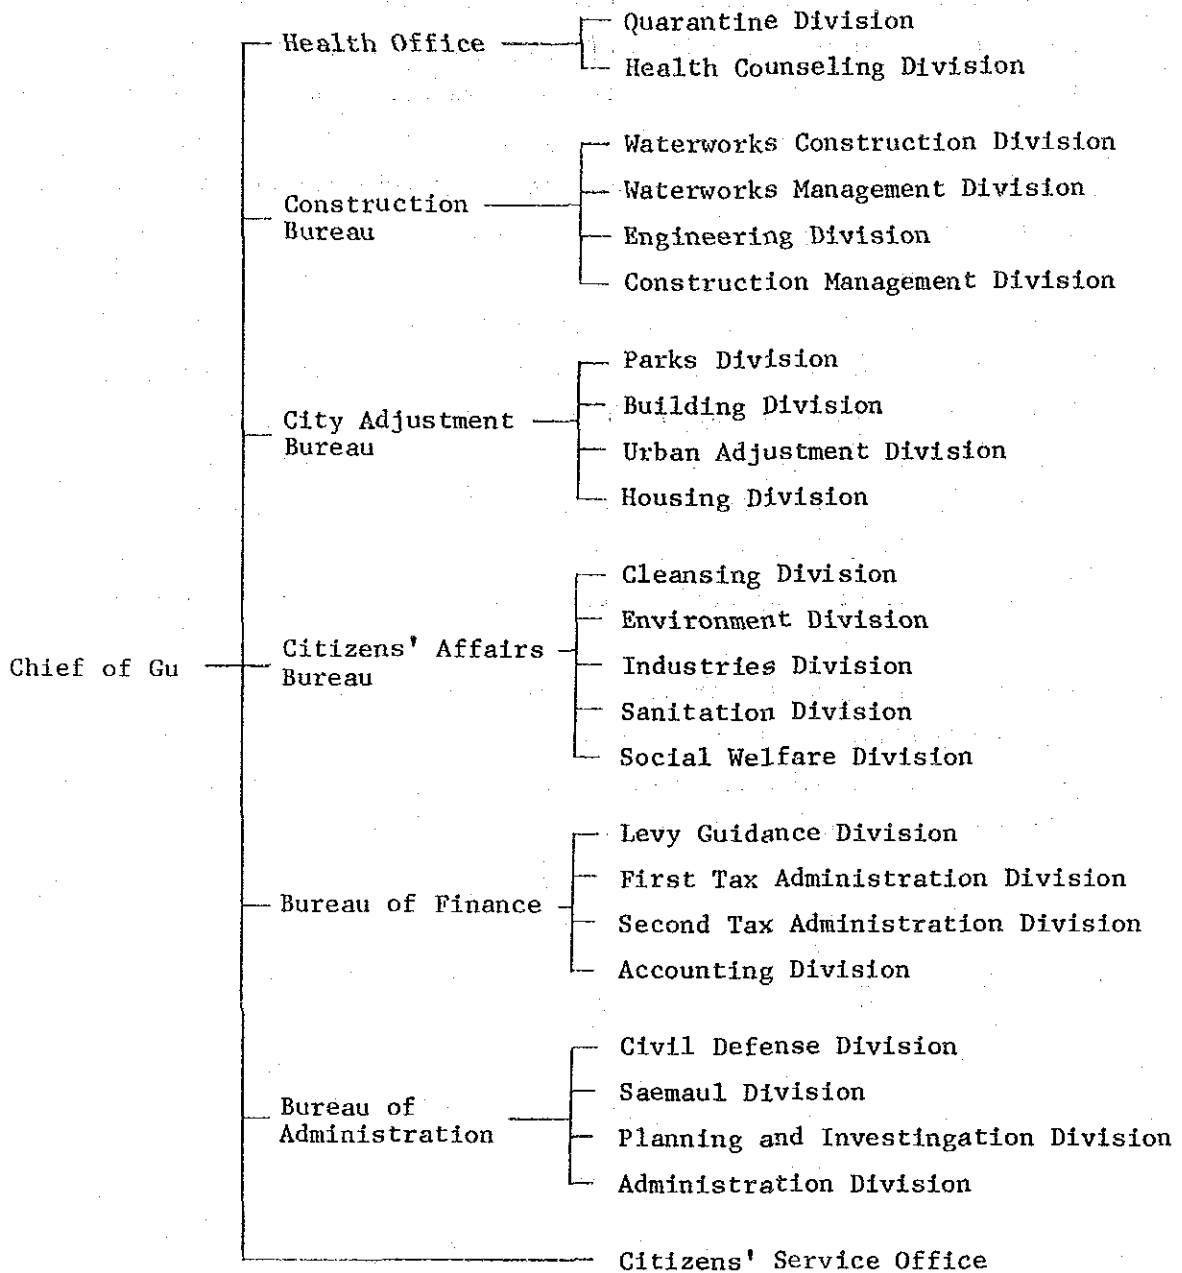 Chief of Gu
Health Office
Quarantine Division
Health Counseling Division
Construction
Bureau
Waterworks Construction Division
Waterworks Management Division
Engineering Division
Construction Management Division
City Adjustment
Bureau
Parks Division
Building Division
Urban Adjustment Division
Housing Division
Citizens' Affairs
Bureau
Cleansing Division
Environment Division
Industries Division
Sanitation Division
Social Welfare Division
Bureau of Finance
Levy Guidance Division
First Tax Administration Division
Second Tax Administration Division
Accounting Division
Bureau of
Administration
Civil Defense Division
Saemaul Division
Planning and Investingation Division
Administration Division
Citizens' Service Office